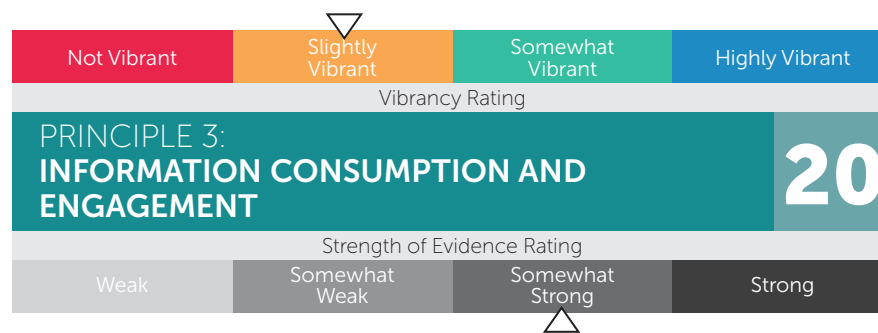 Not Vibrant
Slightly
Vibrant
Somewhat
Vibrant
Highly Vibrant
Vibrancy Rating
PRINCIPLE 3:
INFORMATION CONSUMPTION AND
ENGAGEMENT
20
Strength of Evidence Rating
Weak
Somewhat
Weak
Somewhat
Strong
Strong